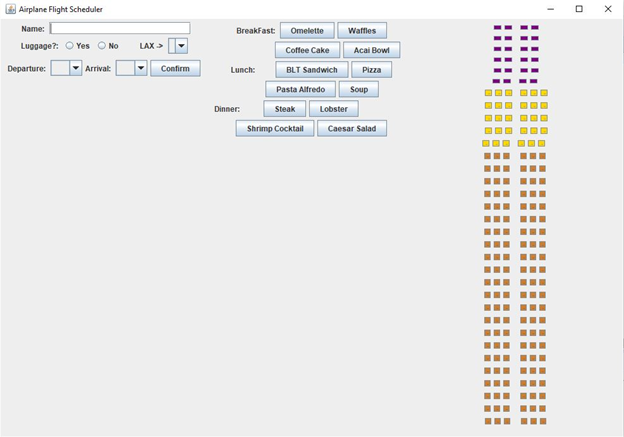 Airplane Flight Scheduler
Name:
Luggage?: Yes No LAX ->
Departure: Arrival: Confirm
BreakFast: Omelette Waffles
Coffee Cake Acai Bowl
Lunch: BLT Sandwich Pizza
Pasta Alfredo Soup
Dinner: Steak Lobster
Shrimp Cocktail Caesar Salad